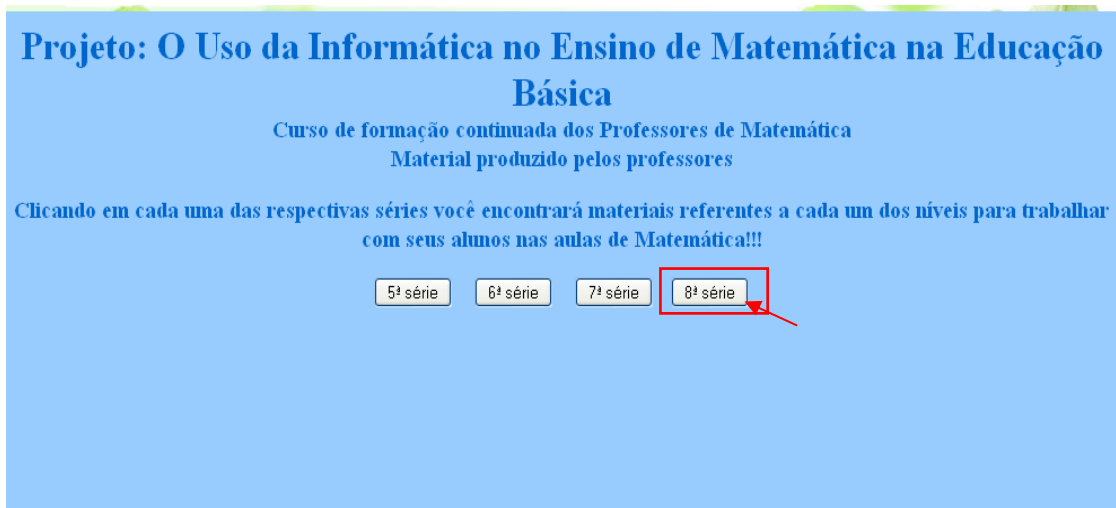 Projeto: O Uso da Informática no Ensino de Matemática na Educação
Básica
Curso de formação continuada dos Professores de Matemática
Material produzido pelos professores
Clicando em cada uma das respectivas séries você encontrará materiais referentes a cada um dos níveis para trabalhar
com seus alunos nas aulas de Matemática!!!
5ª série 6ª série 7ª série 8ª série